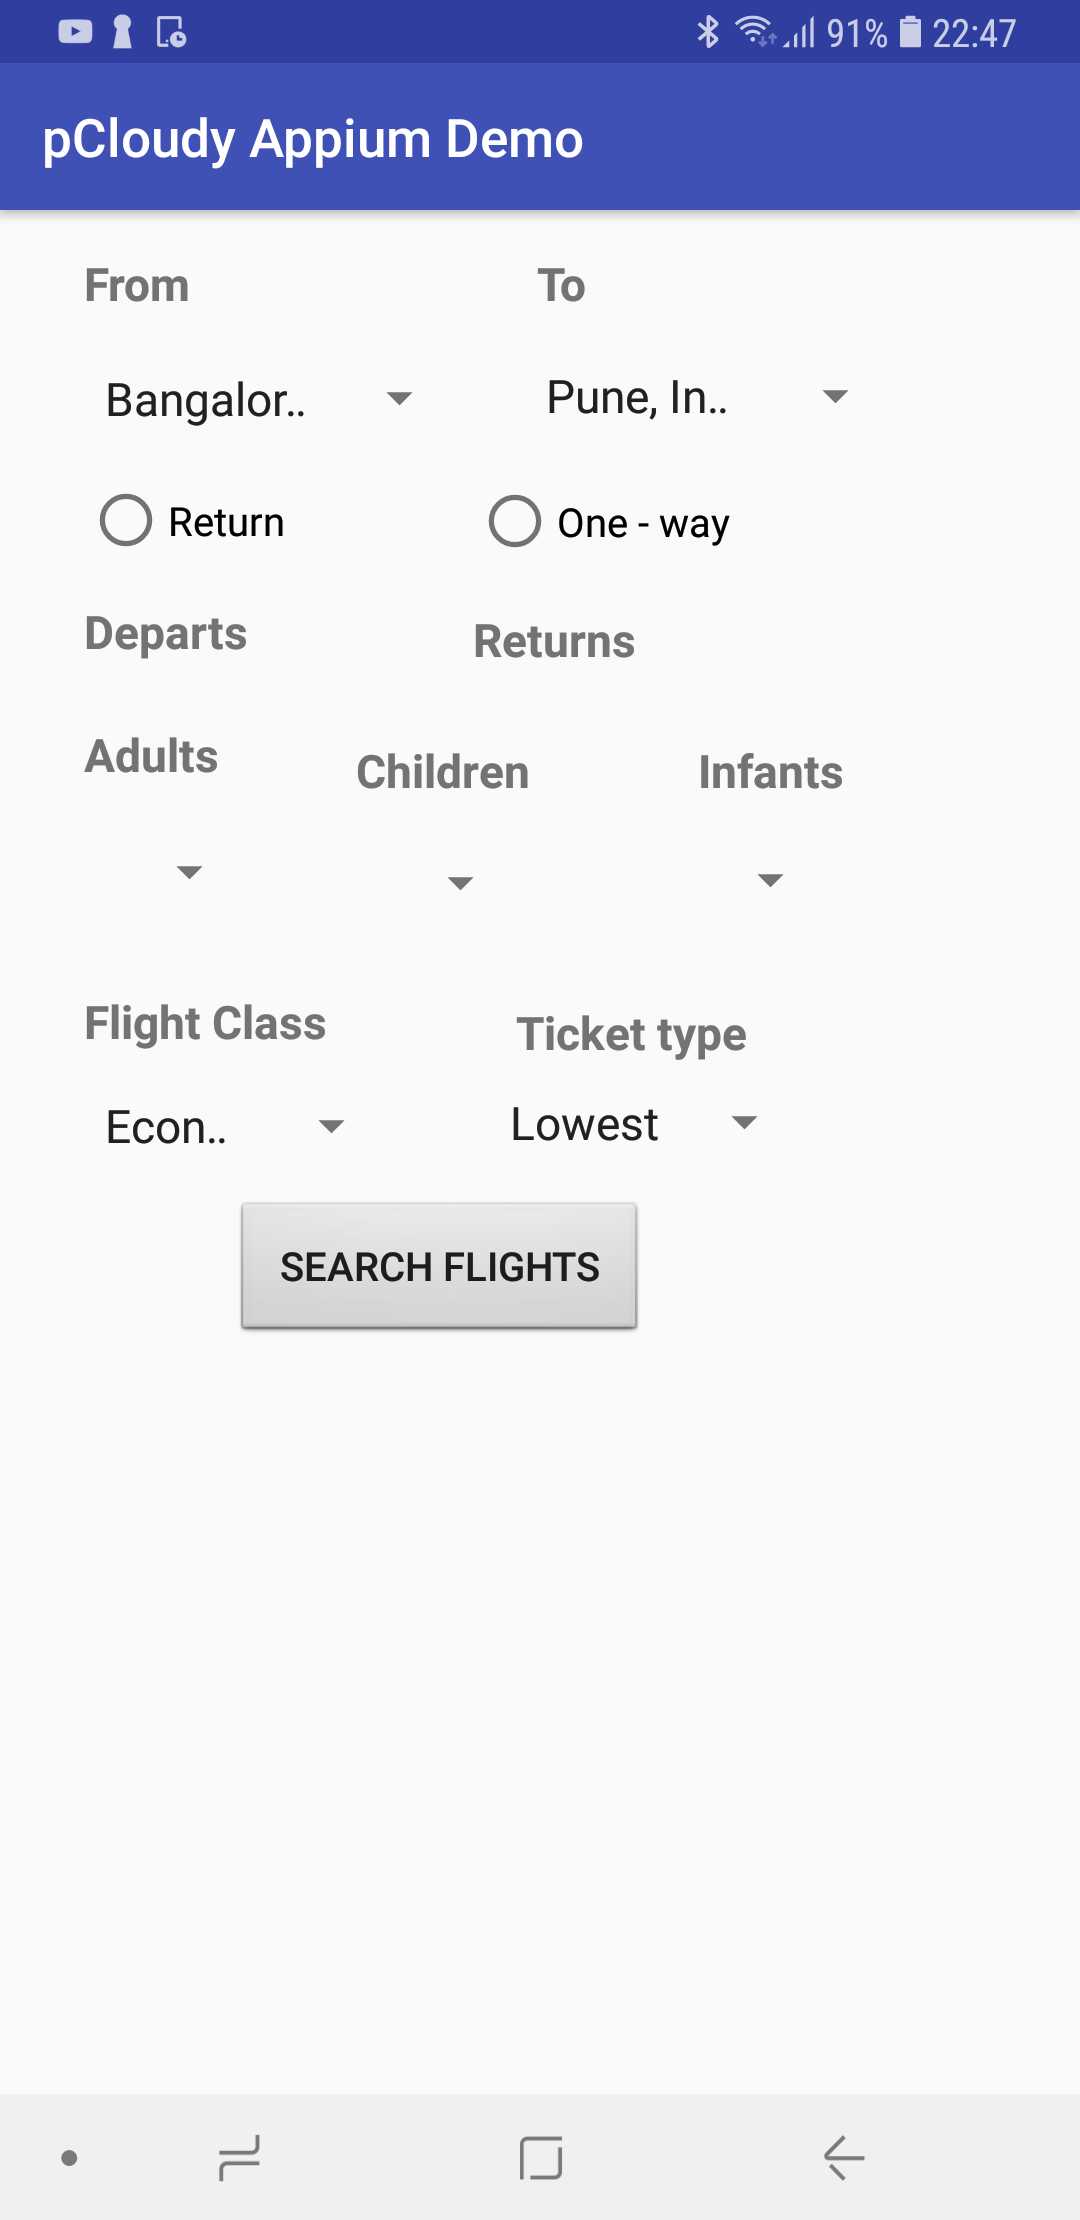 91% 22:47
pCloudy Appium Demo
From To
Bangalor.. Pune, In..
Return One - way
Departs Returns
Adults Children Infants
Flight Class Ticket type
Econ.. Lowest
SEARCH FLIGHTS